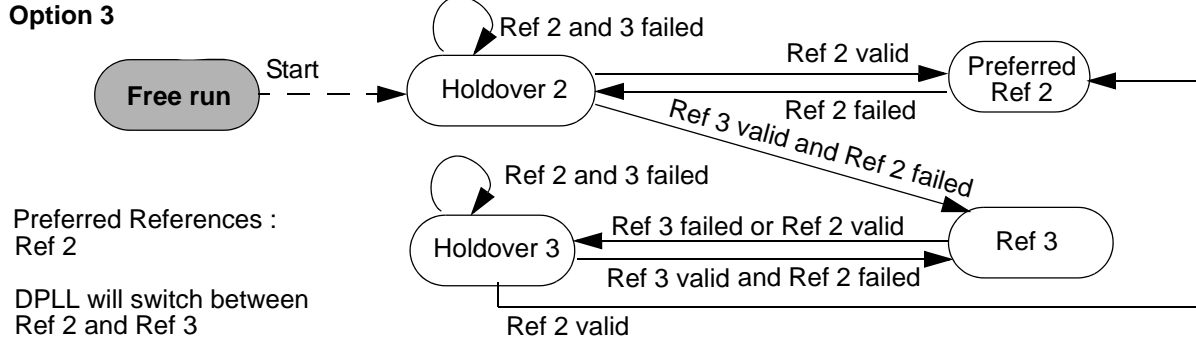 Option 3
Ref 2 and 3 failed
Start
Free run
Holdover 2
Ref 2 valid
Preferred
Ref 2
Ref 2 failed
Ref 3 valid and Ref 2 failed
Ref 2 and 3 failed
Preferred References :
Ref 2
Holdover 3
Ref 3 failed or Ref 2 valid
Ref 3
Ref 3 valid and Ref 2 failed
DPLL will switch between
Ref 2 and Ref 3
Ref 2 valid